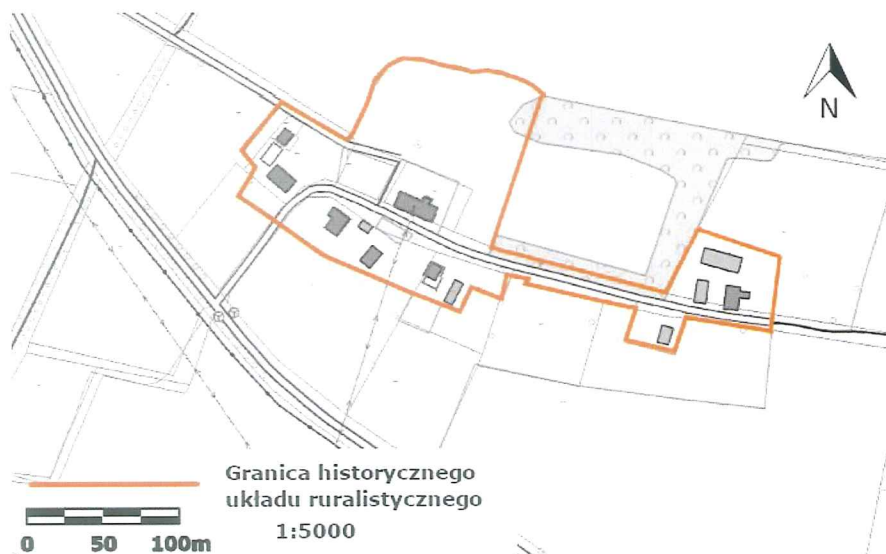 N
Granica historycznego
układu ruralistycznego
1:5000
0 50 100m